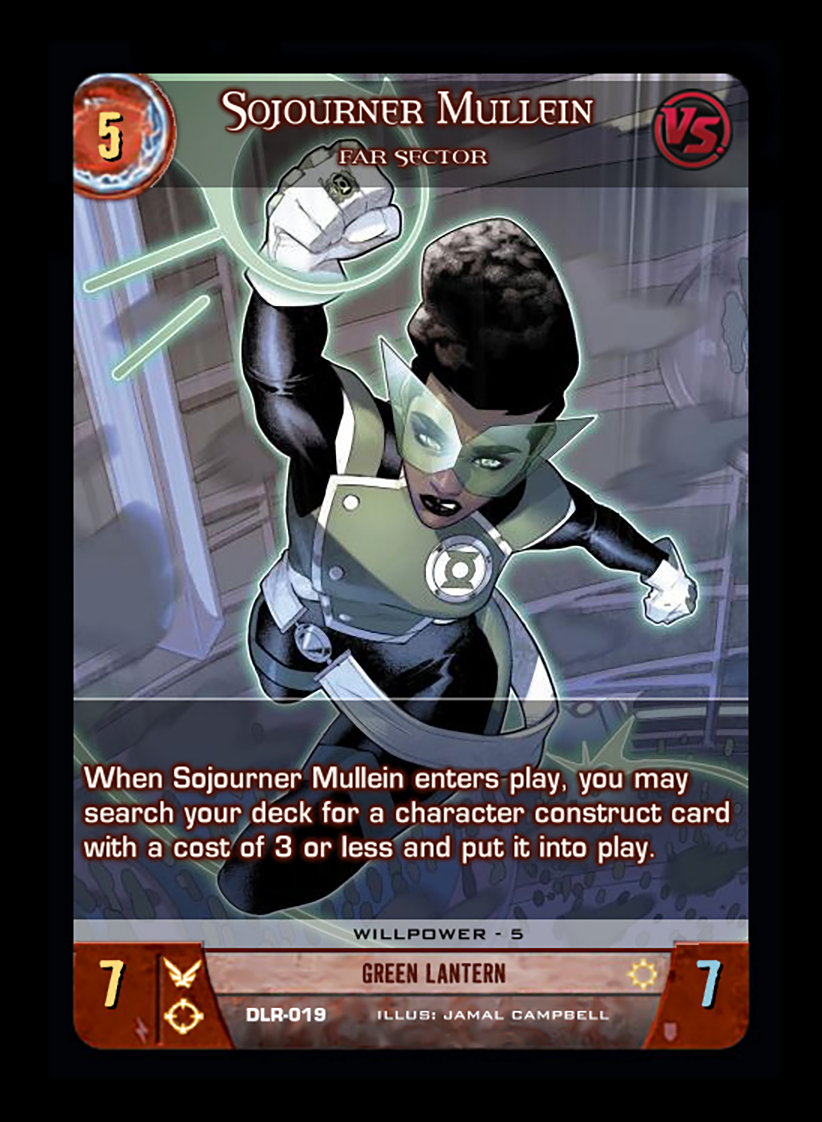 5
Sojourner Mullein
VS.
Far Sector
When Sojourner Mullein enters play, you may
search your deck for a character construct card
with a cost of 3 or less and put it into play.
WILLPOWER - 5
7
GREEN LANTERN
7
DLR-019 ILLUS: JAMAL CAMPBELL